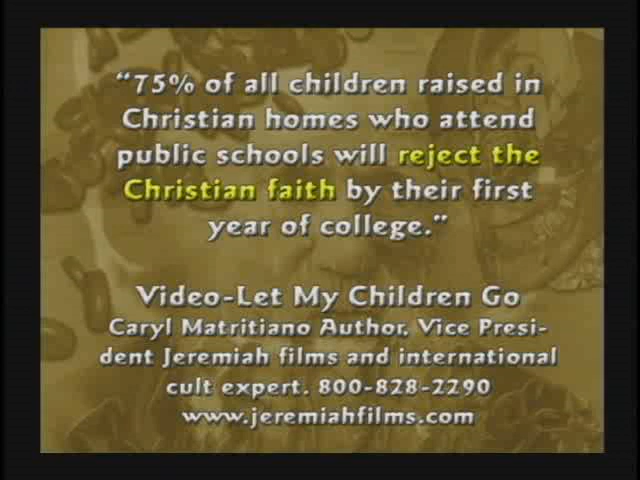 “75% of all children raised in
Christian homes who attend
public schools will reject the
Christian faith by their first
year of college.”
Video-Let My Children Go
Caryl Matritiano Author, Vice Presi-
dent Jeremiah films and international
cult expert. 800-828-2290
www.jeremiahfilms.com